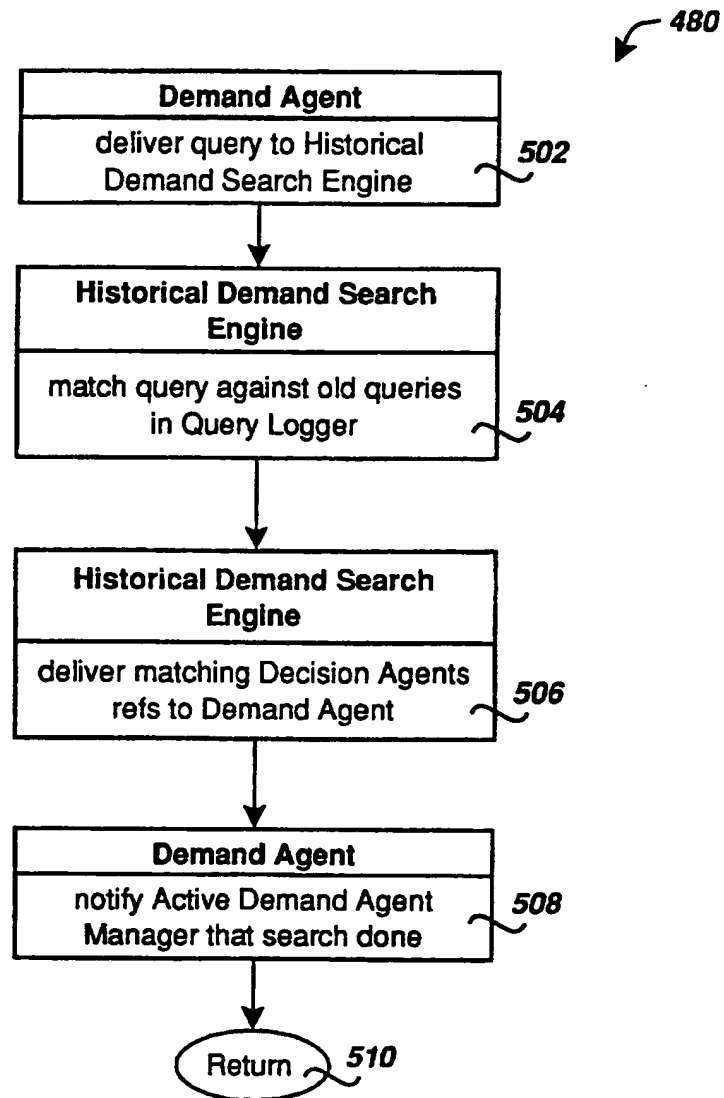 480
Demand Agent
deliver query to Historical
Demand Search Engine
502
Historical Demand Search
Engine
match query against old queries
in Query Logger
504
Historical Demand Search
Engine
deliver matching Decision Agents
refs to Demand Agent
506
Demand Agent
notify Active Demand Agent
Manager that search done
508
Return
510